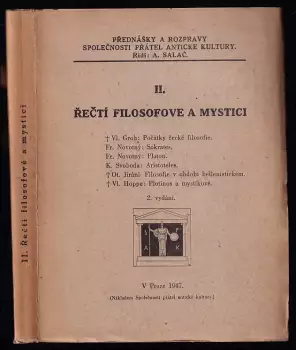 II. Řečtí filosofové a mystici
PŘEDNÁŠKY A ROZPRAVY
SPOLEČNOSTI PŘÁTEL ANTICKÉ KULTURY.
Řídí: A. SALAČ.
II.
ŘEČTÍ FILOSOFOVÉ A MYSTICI
† Vl. Groh: Počátky řecké filosofie.
Fr. Novotný: Sokrates.
Fr. Novotný: Platon.
K. Svoboda: Aristoteles.
† Ot. Jiráni: Filosofie v období hellenistickém.
† Vl. Hoppe: Plotinos a mystikové.
2. vydání.
S P
A K
V Praze 1947.
(Nákladem Společnosti přátel antické kultury.)